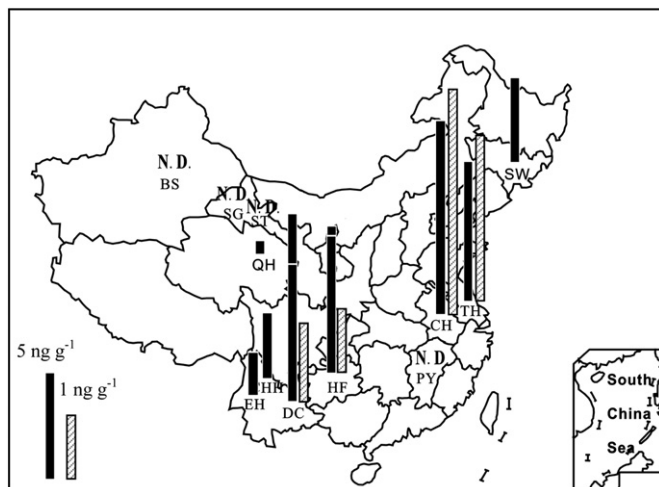 SW
N. D.
BS
N. D
SG
N. D.
ST
QH
CH
TH
5 ng g⁻¹
1 ng g⁻¹
N. D.
PY
EH
DC
HF
South
China
Sea